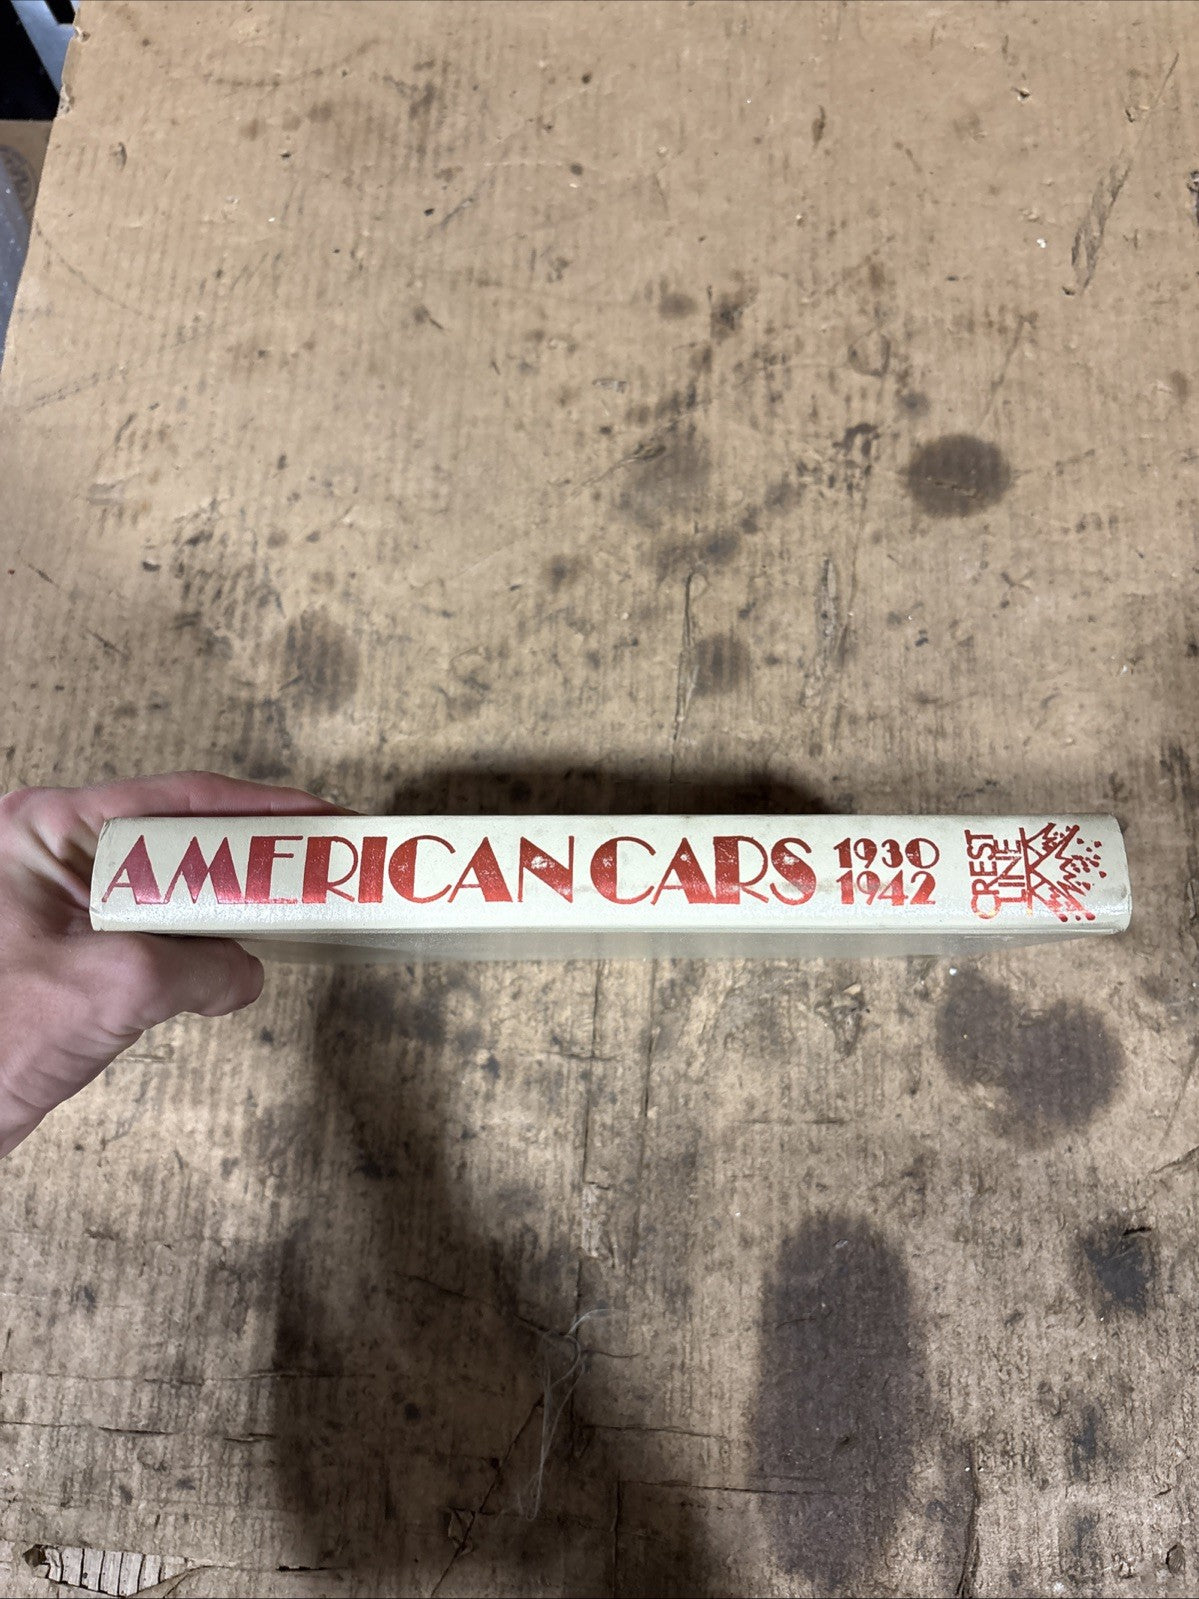 AMERICAN CARS 1930
1942
CREST
LINE